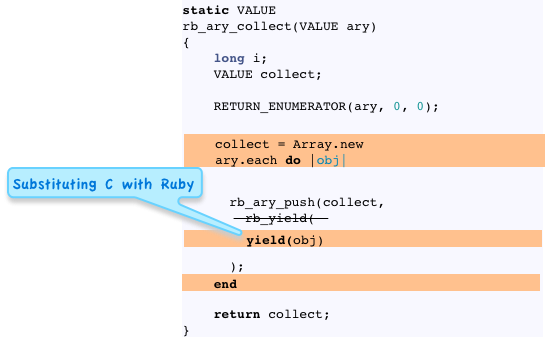 static VALUE
rb_ary_collect(VALUE ary)
{
long i;
VALUE collect;
RETURN_ENUMERATOR(ary, 0, 0);
collect = Array.new
ary.each do |obj|
Substituting C with Ruby
rb_ary_push(collect,
rb_yield(
yield(obj)
);
end
return collect;
}